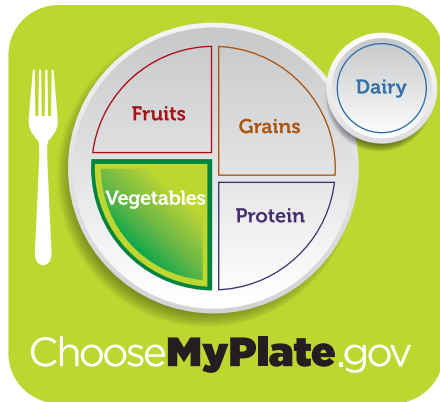 Dairy
Fruits
Grains
Vegetables
Protein
ChooseMyPlate.gov